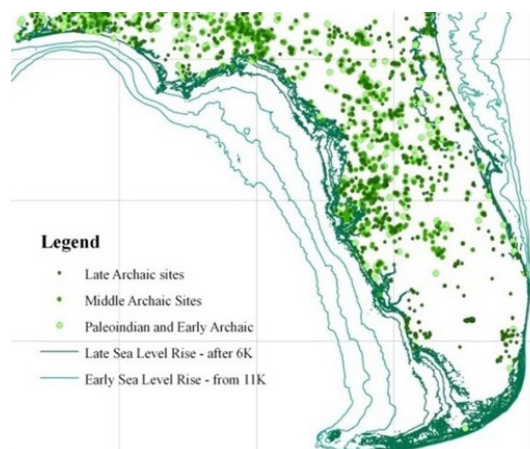 Legend
Late Archaic sites
Middle Archaic Sites
Paleoindian and Early Archaic
Late Sea Level Rise - after 6K
Early Sea Level Rise - from 11K